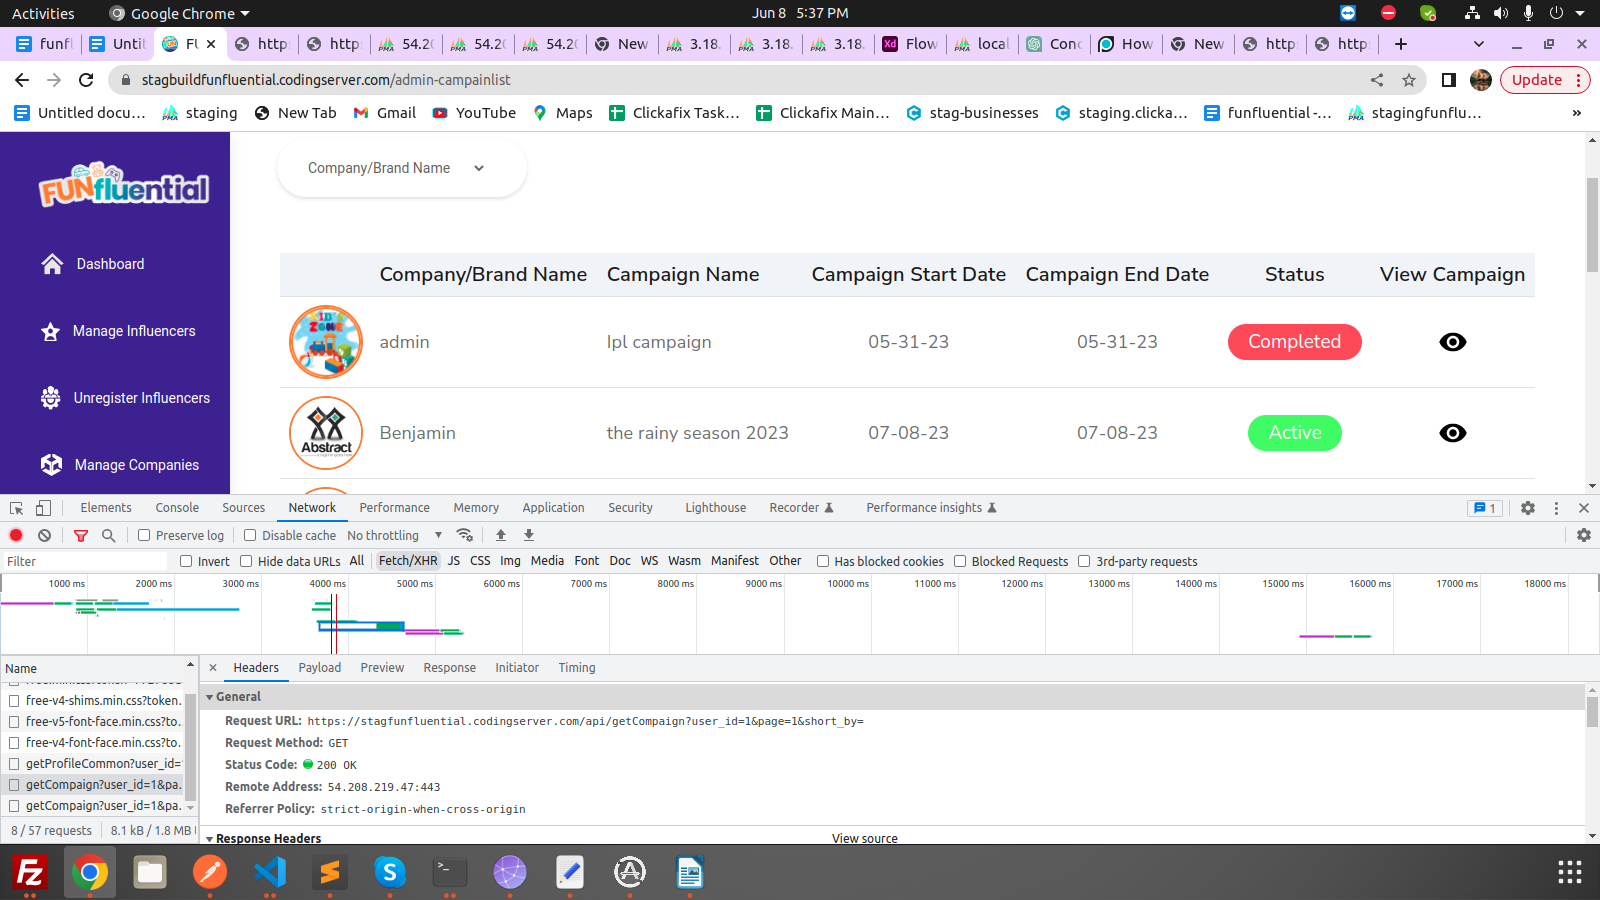 Activities
Google Chrome
Jun 8 5:37 PM
funfl
Untit
Fl
http
http
54.20
54.20
54.20
New
3.18.
3.18.
3.18.
Xd
Flow
local
Conc
How
New
http
http
stagbuildfunfluential.codingserver.com/admin-campainlist
Update
Untitled docu...
staging
New Tab
Gmail
YouTube
Maps
Clickafix Task...
Clickafix Main...
stag-businesses
staging.clicka...
funfluential -...
stagingfunflu...
»
FUNfluential
Dashboard
Manage Influencers
Unregister Influencers
Manage Companies
Company/Brand Name
Company/Brand Name Campaign Name Campaign Start Date Campaign End Date Status View Campaign
KID'S ZONE
admin Ipl campaign 05-31-23 05-31-23 Completed
Abstract
Benjamin the rainy season 2023 07-08-23 07-08-23 Active
Elements Console Sources Network Performance Memory Application Security Lighthouse Recorder Performance insights 1
Preserve log Disable cache No throttling
Filter Invert Hide data URLs All Fetch/XHR JS CSS Img Media Font Doc WS Wasm Manifest Other Has blocked cookies Blocked Requests 3rd-party requests
1000 ms 2000 ms 3000 ms 4000 ms 5000 ms 6000 ms 7000 ms 8000 ms 9000 ms 10000 ms 11000 ms 12000 ms 13000 ms 14000 ms 15000 ms 16000 ms 17000 ms 18000 ms
Name
free-v4-shims.min.css?token...
free-v5-font-face.min.css?to...
free-v4-font-face.min.css?to...
getProfileCommon?user_id=
getCompaign?user_id=1&pa...
getCompaign?user_id=1&pa...
8 / 57 requests 8.1 kB / 1.8 MB
Headers Payload Preview Response Initiator Timing
General
Request URL: https://stagfunfluential.codingserver.com/api/getCompaign?user_id=1&page=1&short_by=
Request Method: GET
Status Code: 200 OK
Remote Address: 54.208.219.47:443
Referrer Policy: strict-origin-when-cross-origin
Response Headers View source